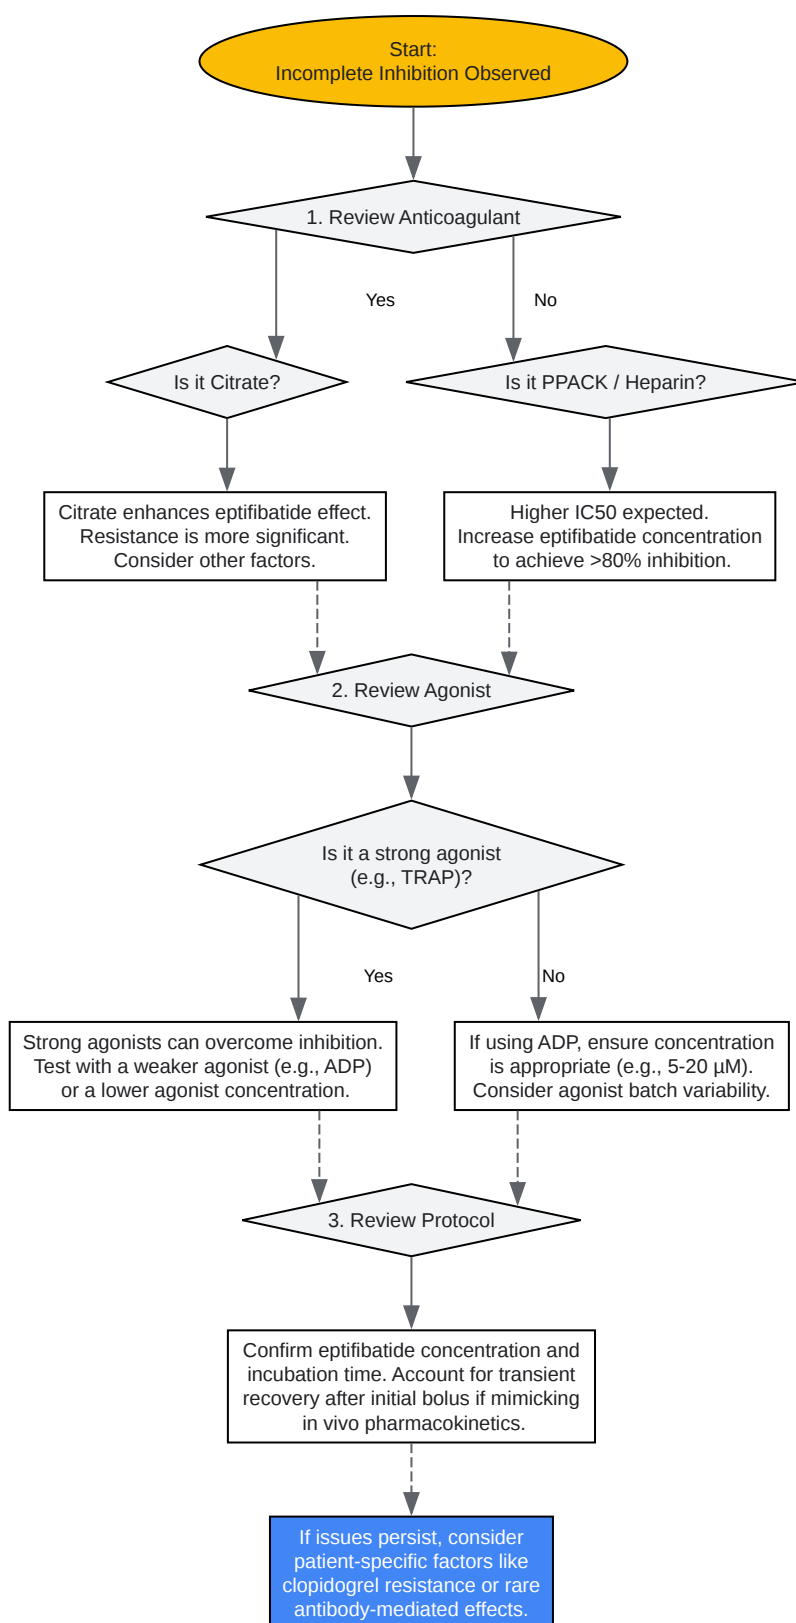 Start:
Incomplete Inhibition Observed
1. Review Anticoagulant
Yes
No
Is it Citrate?
Is it PPACK / Heparin?
Citrate enhances eptifibatide effect.
Resistance is more significant.
Consider other factors.
Higher IC50 expected.
Increase eptifibatide concentration
to achieve >80% inhibition.
2. Review Agonist
Is it a strong agonist
(e.g., TRAP)?
Yes
No
Strong agonists can overcome inhibition.
Test with a weaker agonist (e.g., ADP)
or a lower agonist concentration.
If using ADP, ensure concentration
is appropriate (e.g., 5-20 µM).
Consider agonist batch variability.
3. Review Protocol
Confirm eptifibatide concentration and
incubation time. Account for transient
recovery after initial bolus if mimicking
in vivo pharmacokinetics.
If issues persist, consider
patient-specific factors like
clopidogrel resistance or rare
antibody-mediated effects.